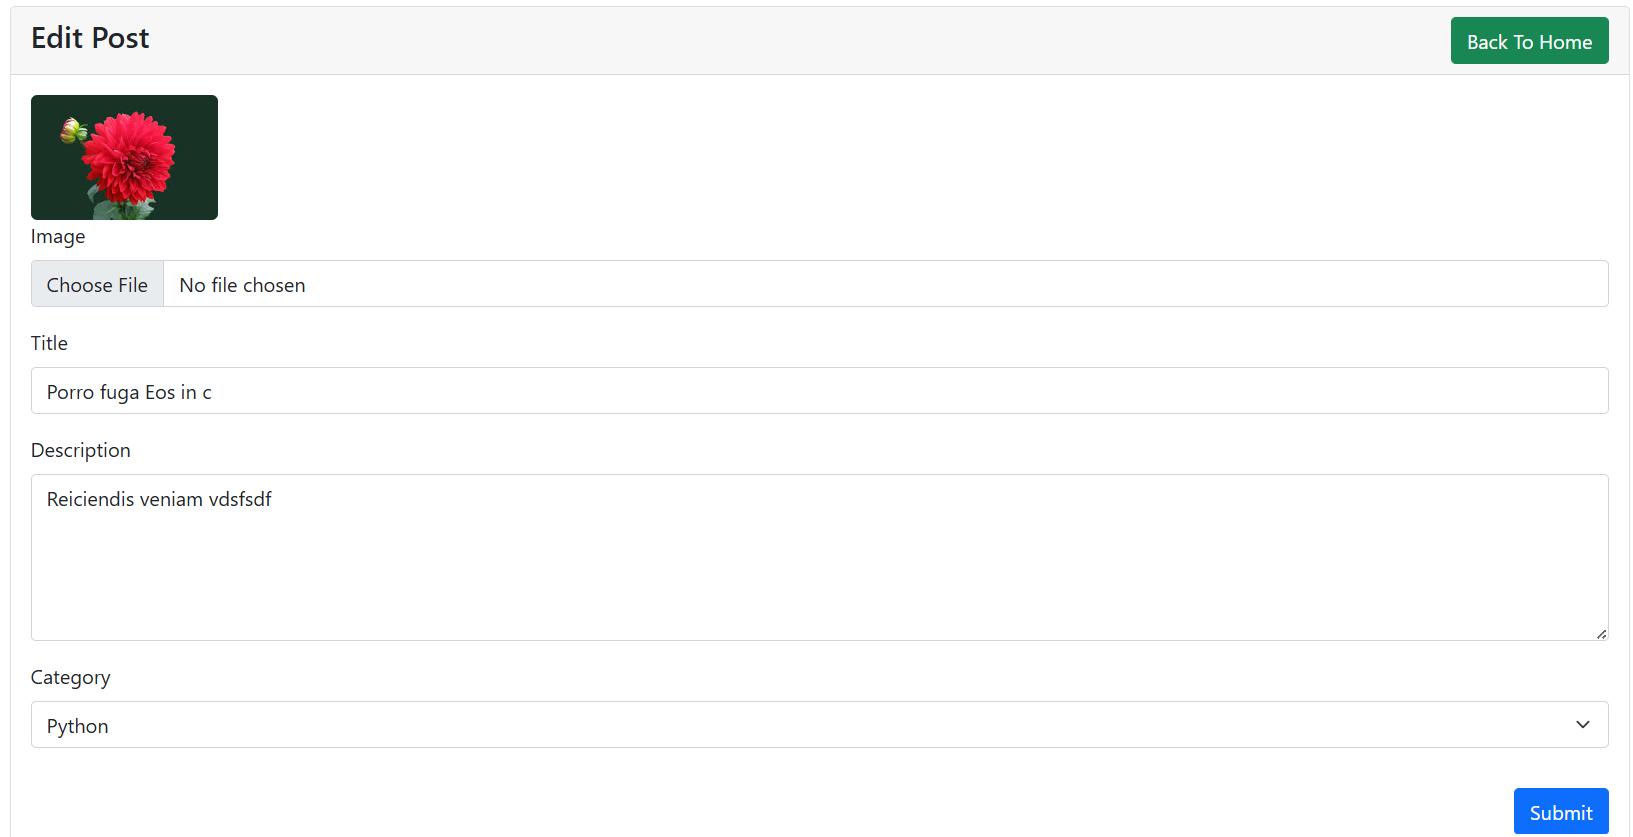 Edit Post
Back To Home
Image
Choose File No file chosen
Title
Porro fuga Eos in c
Description
Reiciendis veniam vdsfsdf
Category
Python
Submit